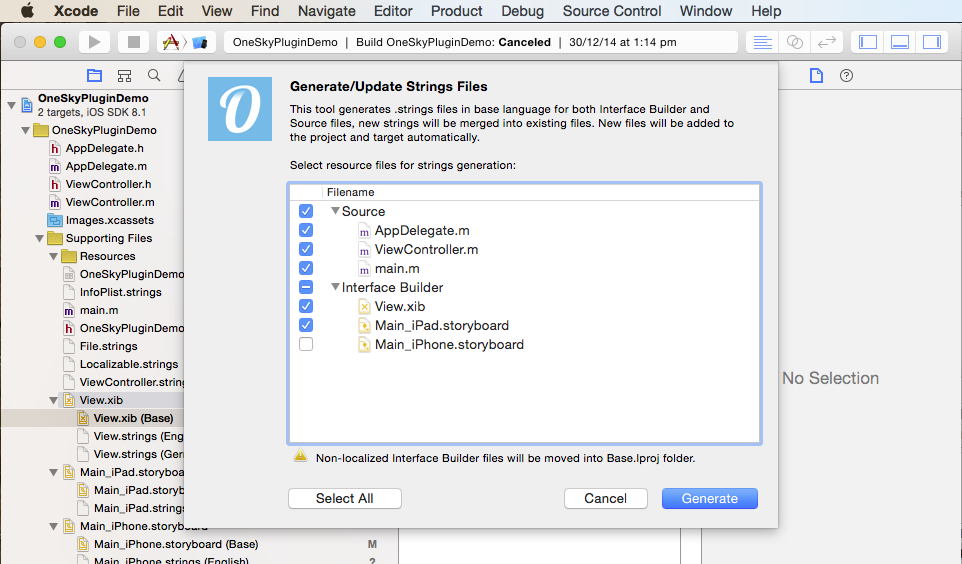 Xcode File Edit View Find Navigate Editor Product Debug Source Control Window Help
OneSkyPluginDemo | Build OneSkyPluginDemo: Canceled | 30/12/14 at 1:14 pm
OneSkyPluginDemo
2 targets, iOS SDK 8.1
OneSkyPluginDemo
h AppDelegate.h
m AppDelegate.m
h ViewController.h
m ViewController.m
Images.xcassets
Supporting Files
Resources
OneSkyPluginDemo
InfoPlist.strings
m main.m
h OneSkyPluginDemo
File.strings
Localizable.strings
ViewController.string
View.xib
View.xib (Base)
View.strings (Eng
View.strings (Ger
Main_iPad.storyboa
Main_iPad.storyb
Main_iPad.strings
Main_iPhone.storyboard
Main_iPhone.storyboard (Base) M
Main_iPhone.strings (English) ?
O
Generate/Update Strings Files
This tool generates .strings files in base language for both Interface Builder and
Source files, new strings will be merged into existing files. New files will be added to
the project and target automatically.
Select resource files for strings generation:
Filename
Source
m AppDelegate.m
m ViewController.m
m main.m
Interface Builder
View.xib
Main_iPad.storyboard
Main_iPhone.storyboard
Non-localized Interface Builder files will be moved into Base.lproj folder.
Select All Cancel Generate
No Selection